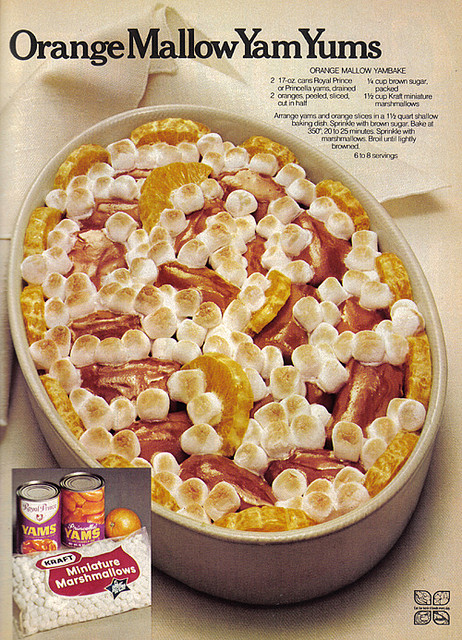 Orange Mallow Yam Yums
ORANGE MALLOW YAMBAKE
2 17-oz. cans Royal Prince
or Princella yams, drained
2 oranges, peeled, sliced,
cut in half
¼ cup brown sugar,
packed
1½ cup Kraft miniature
marshmallows
Arrange yams and orange slices in a 1½ quart shallow
baking dish. Sprinkle with brown sugar. Bake at
350°, 20 to 25 minutes. Sprinkle with
marshmallows. Broil until lightly
browned.
6 to 8 servings
Royal Prince
YAMS
Princella
YAMS
KRAFT
Miniature
Marshmallows